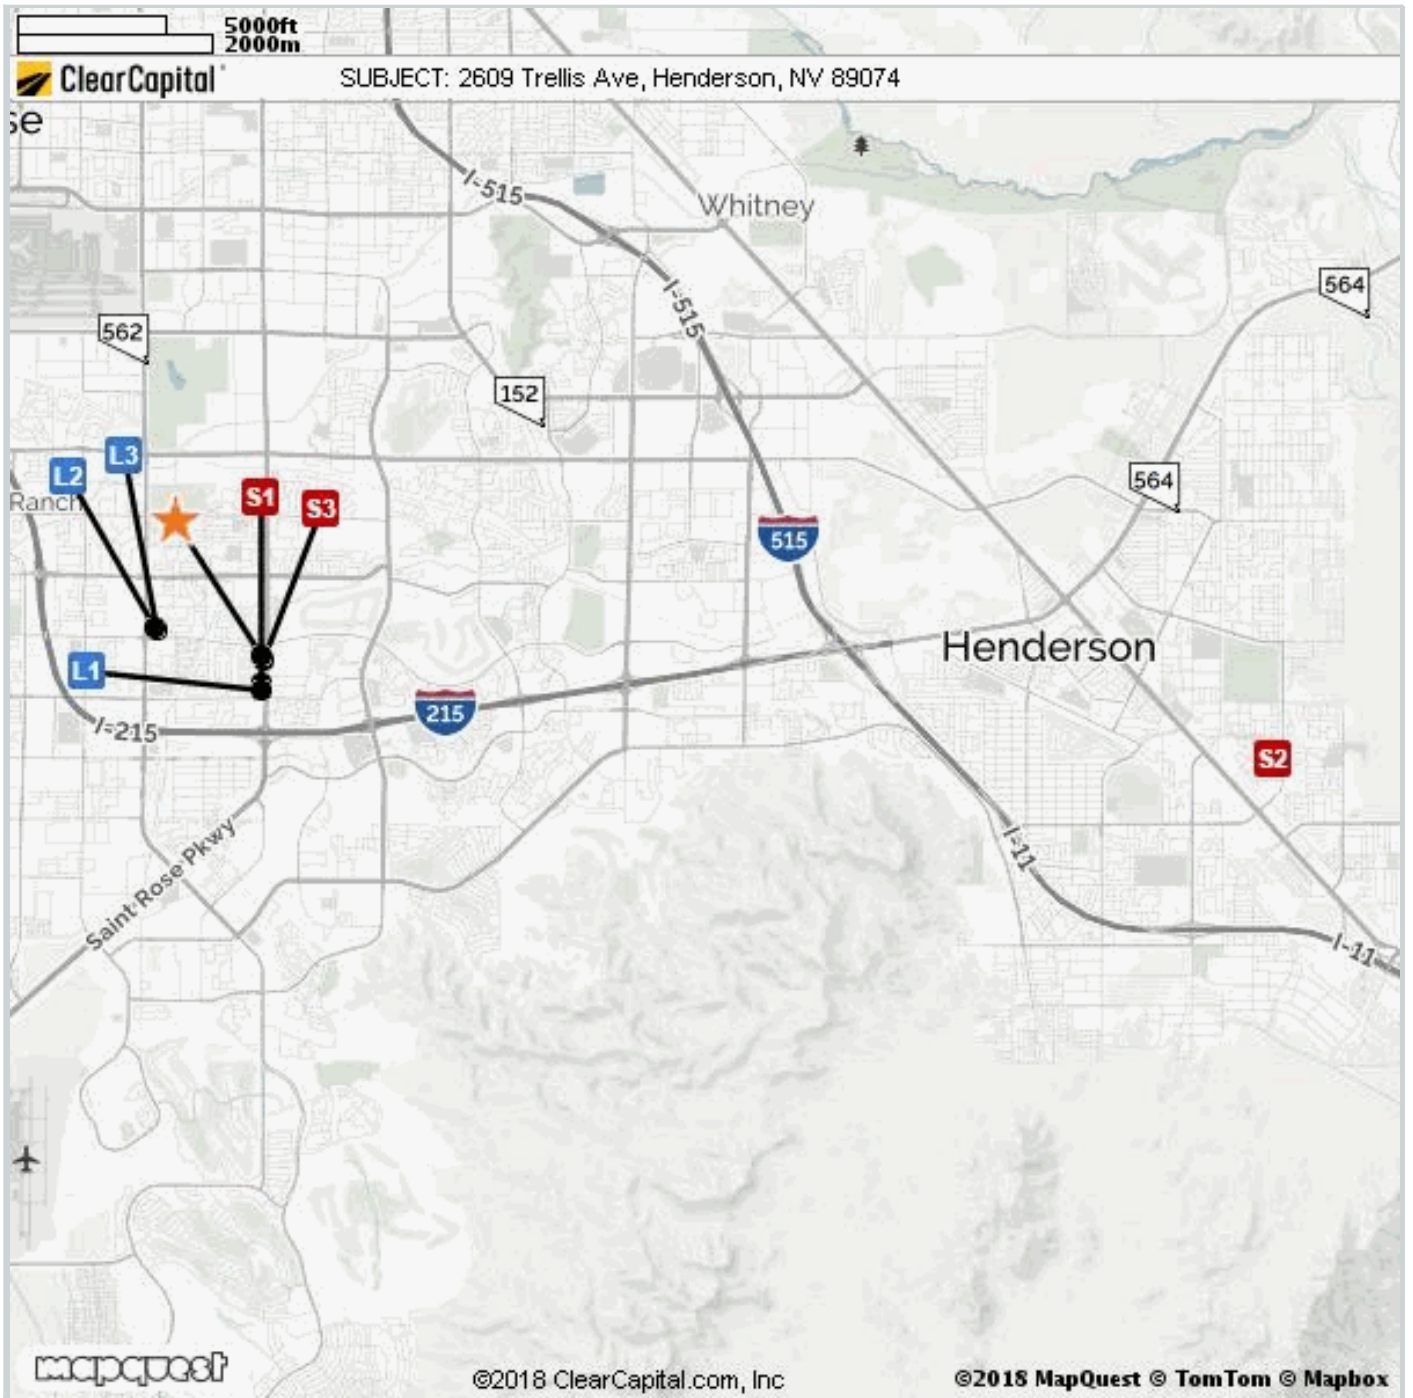 5000ft
2000m
ClearCapital
SUBJECT: 2609 Trellis Ave, Henderson, NV 89074
se
I-515
Whitney
I-515
564
562
152
L3
L2
564
Ranch
S1
S3
515
Henderson
L1
215
I-215
S2
I-11
Saint Rose Pkwy
I-11
mapquest
©2018 ClearCapital.com, Inc
©2018 MapQuest © TomTom © Mapbox